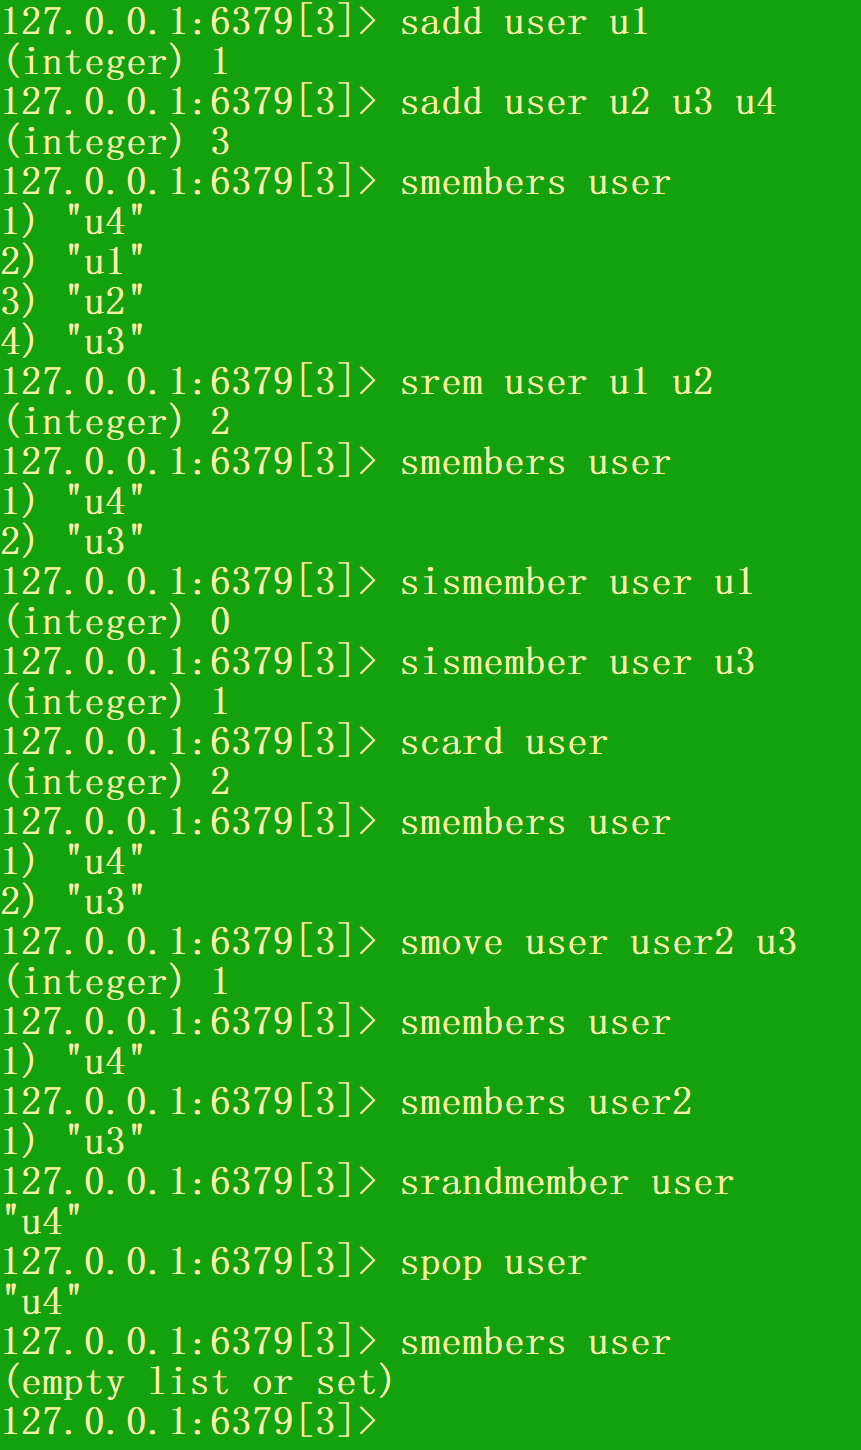 127.0.0.1:6379[3]> sadd user u1
(integer) 1
127.0.0.1:6379[3]> sadd user u2 u3 u4
(integer) 3
127.0.0.1:6379[3]> smembers user
1) "u4"
2) "u1"
3) "u2"
4) "u3"
127.0.0.1:6379[3]> srem user u1 u2
(integer) 2
127.0.0.1:6379[3]> smembers user
1) "u4"
2) "u3"
127.0.0.1:6379[3]> sismember user u1
(integer) 0
127.0.0.1:6379[3]> sismember user u3
(integer) 1
127.0.0.1:6379[3]> scard user
(integer) 2
127.0.0.1:6379[3]> smembers user
1) "u4"
2) "u3"
127.0.0.1:6379[3]> smove user user2 u3
(integer) 1
127.0.0.1:6379[3]> smembers user
1) "u4"
127.0.0.1:6379[3]> smembers user2
1) "u3"
127.0.0.1:6379[3]> srandmember user
"u4"
127.0.0.1:6379[3]> spop user
"u4"
127.0.0.1:6379[3]> smembers user
(empty list or set)
127.0.0.1:6379[3]>